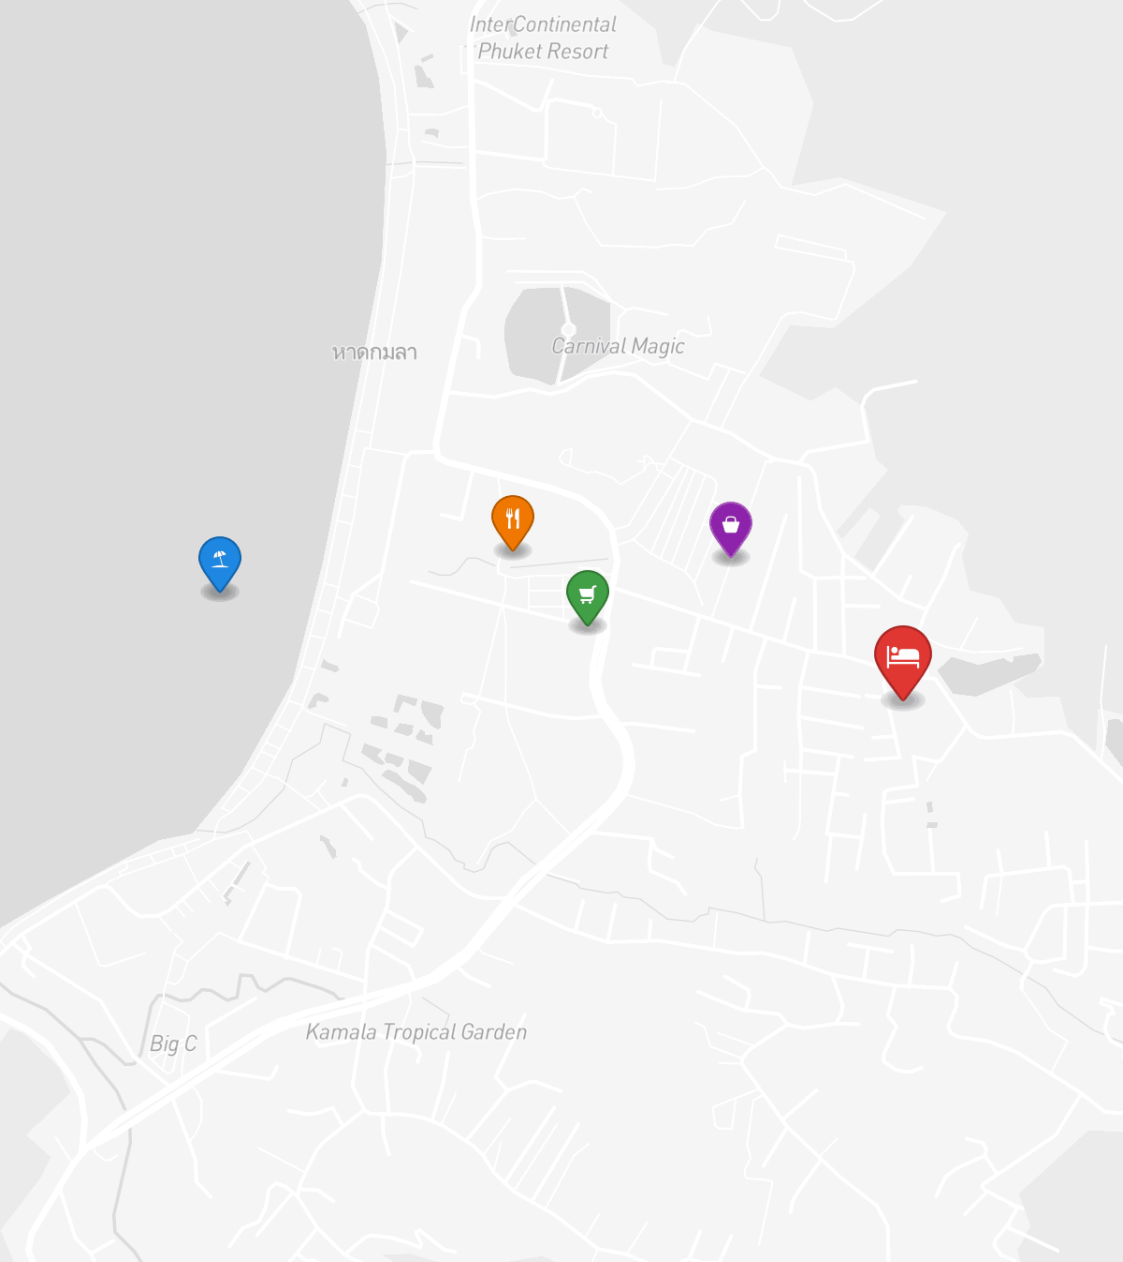 InterContinental
Phuket Resort
Carnival Magic
หาดกมลา
Kamala Tropical Garden
Big C